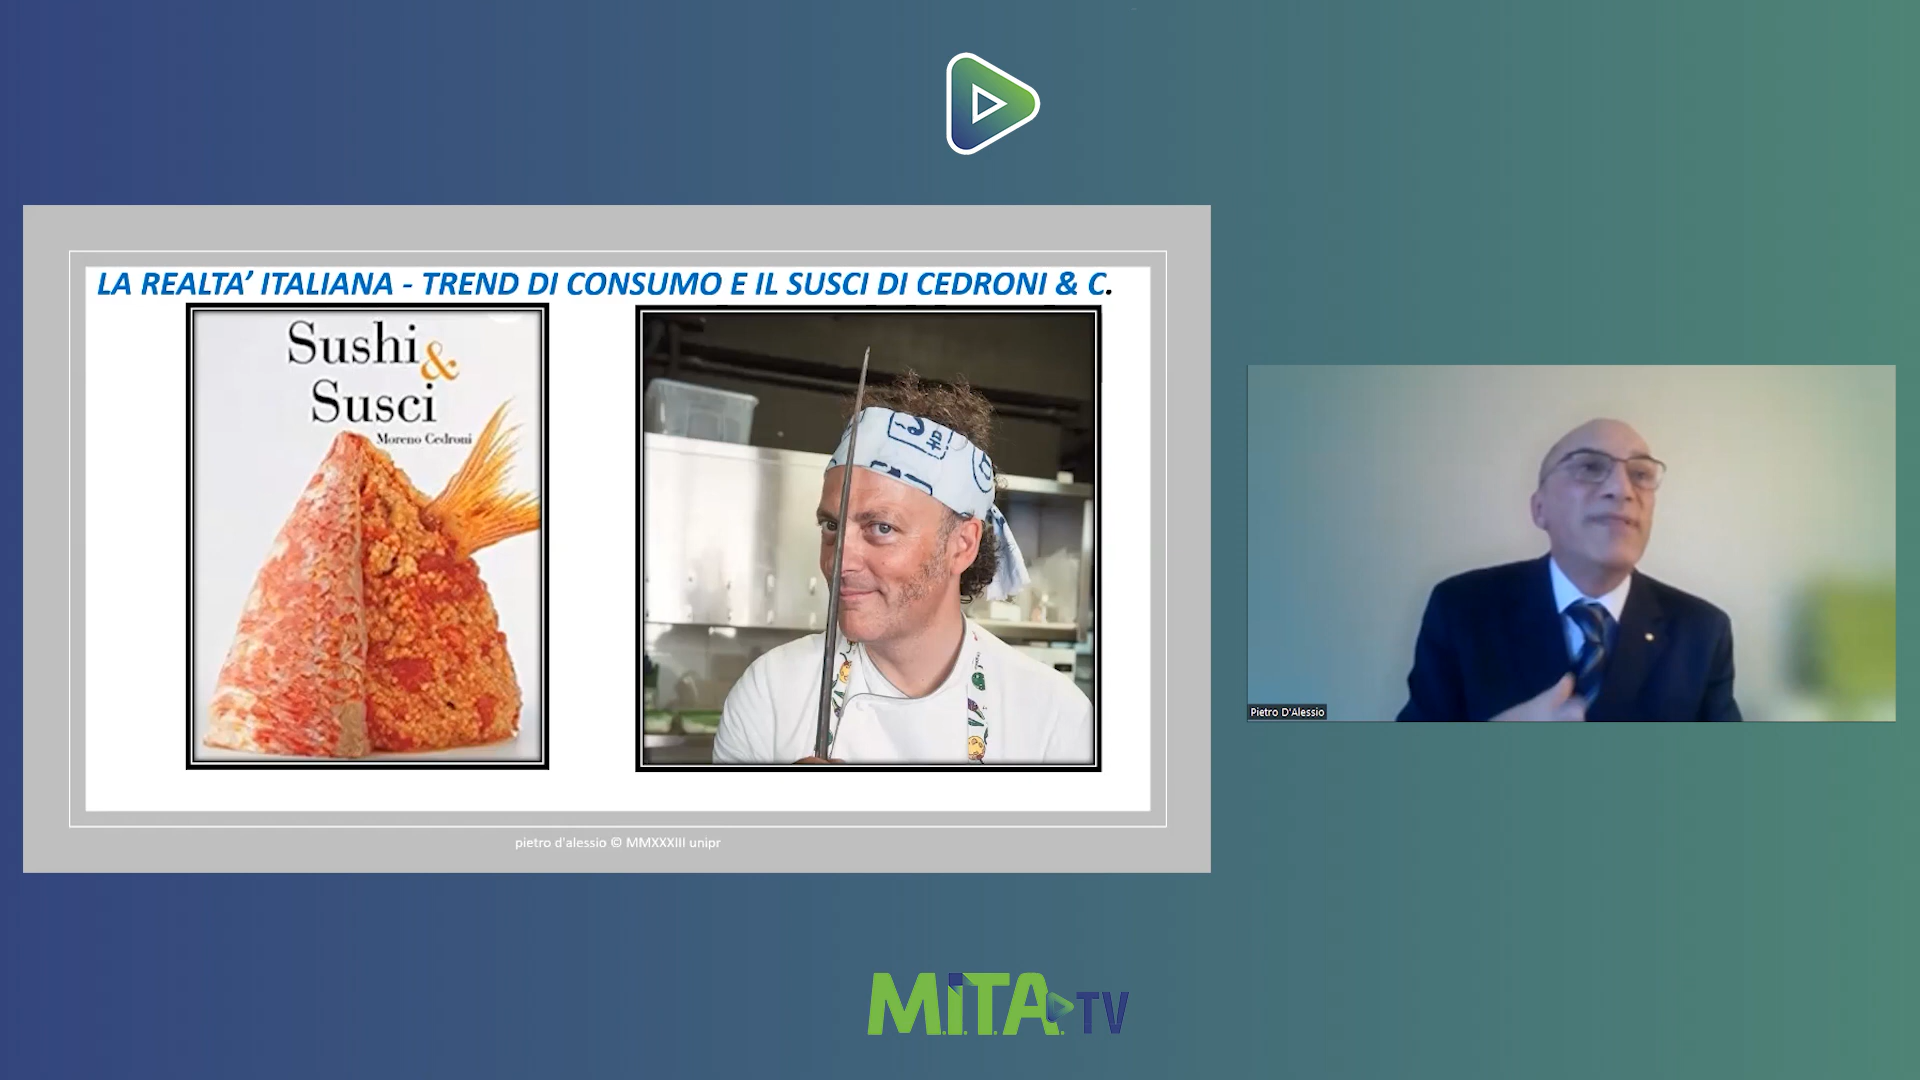 LA REALTA’ ITALIANA - TREND DI CONSUMO E IL SUSCI DI CEDRONI & C.
Sushi &
Susci
Moreno Cedroni
pietro d'alessio © MMXXXIII unipr
Pietro D'Alessio
M.I.T.A. TV